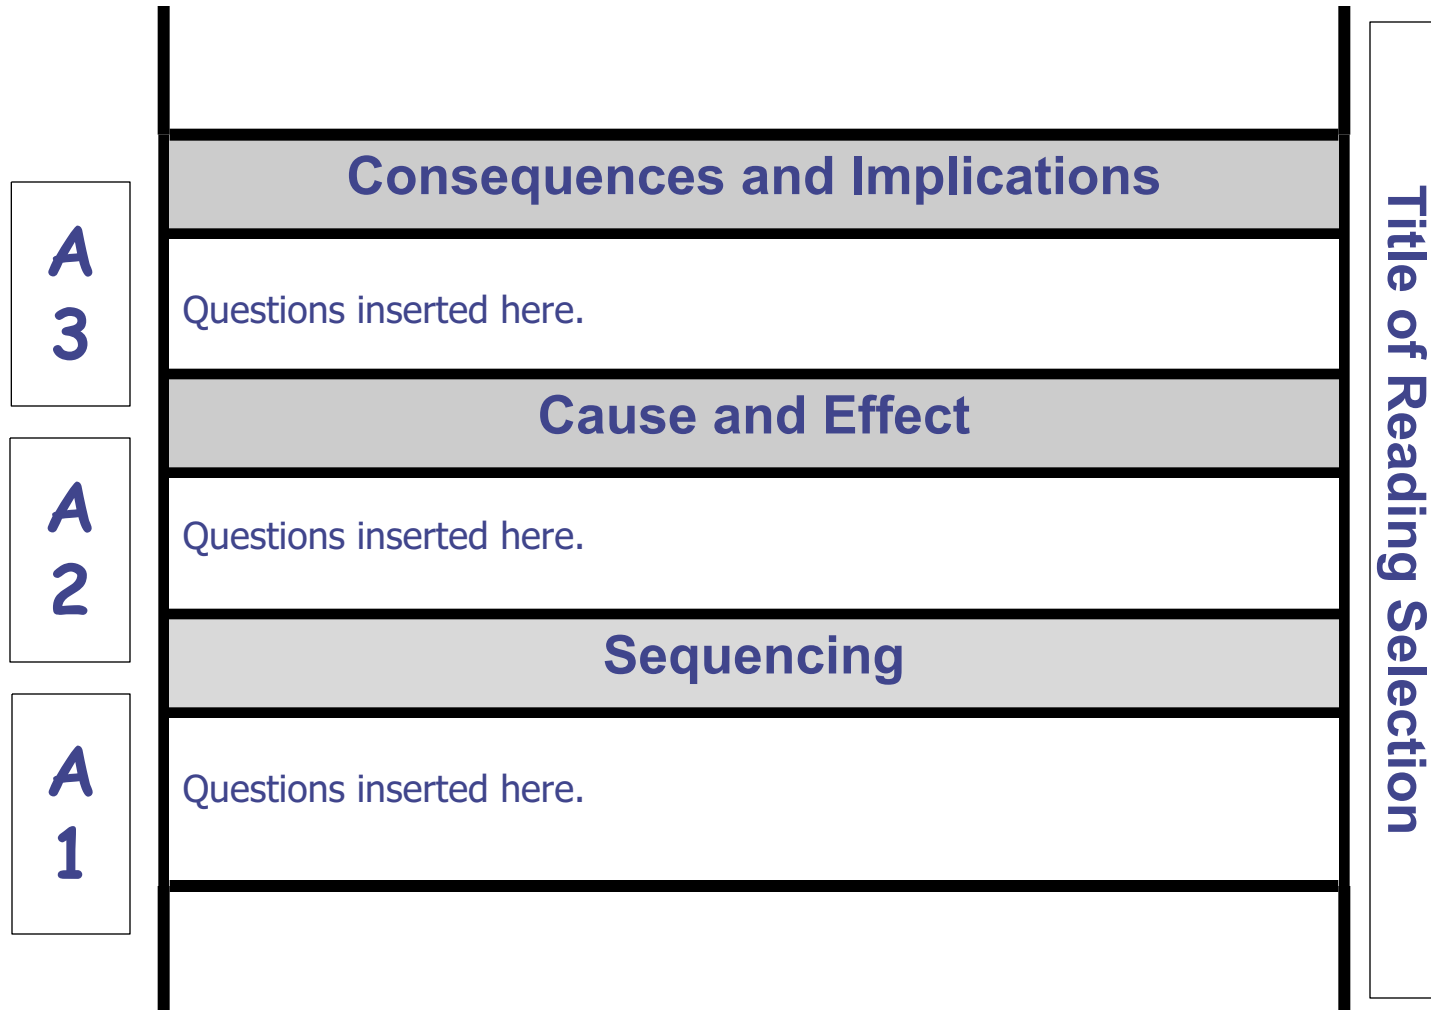 Consequences and Implications
A
3
Questions inserted here.
Cause and Effect
A
2
Questions inserted here.
Sequencing
A
1
Questions inserted here.
Title of Reading Selection